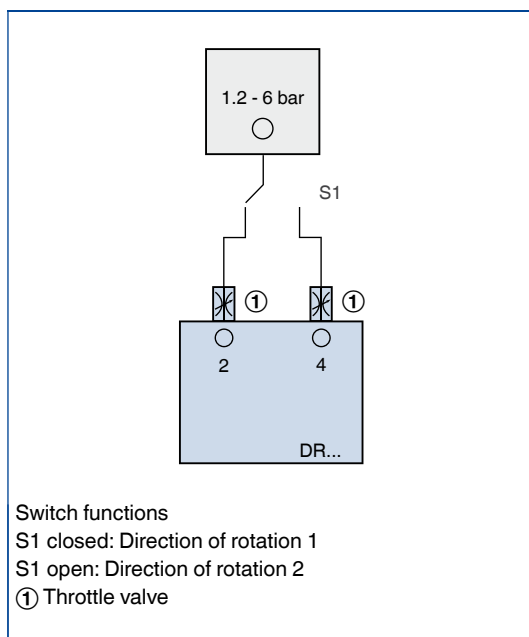 1.2 - 6 bar
S1
① ①
2 4
DR...
Switch functions
S1 closed: Direction of rotation 1
S1 open: Direction of rotation 2
① Throttle valve